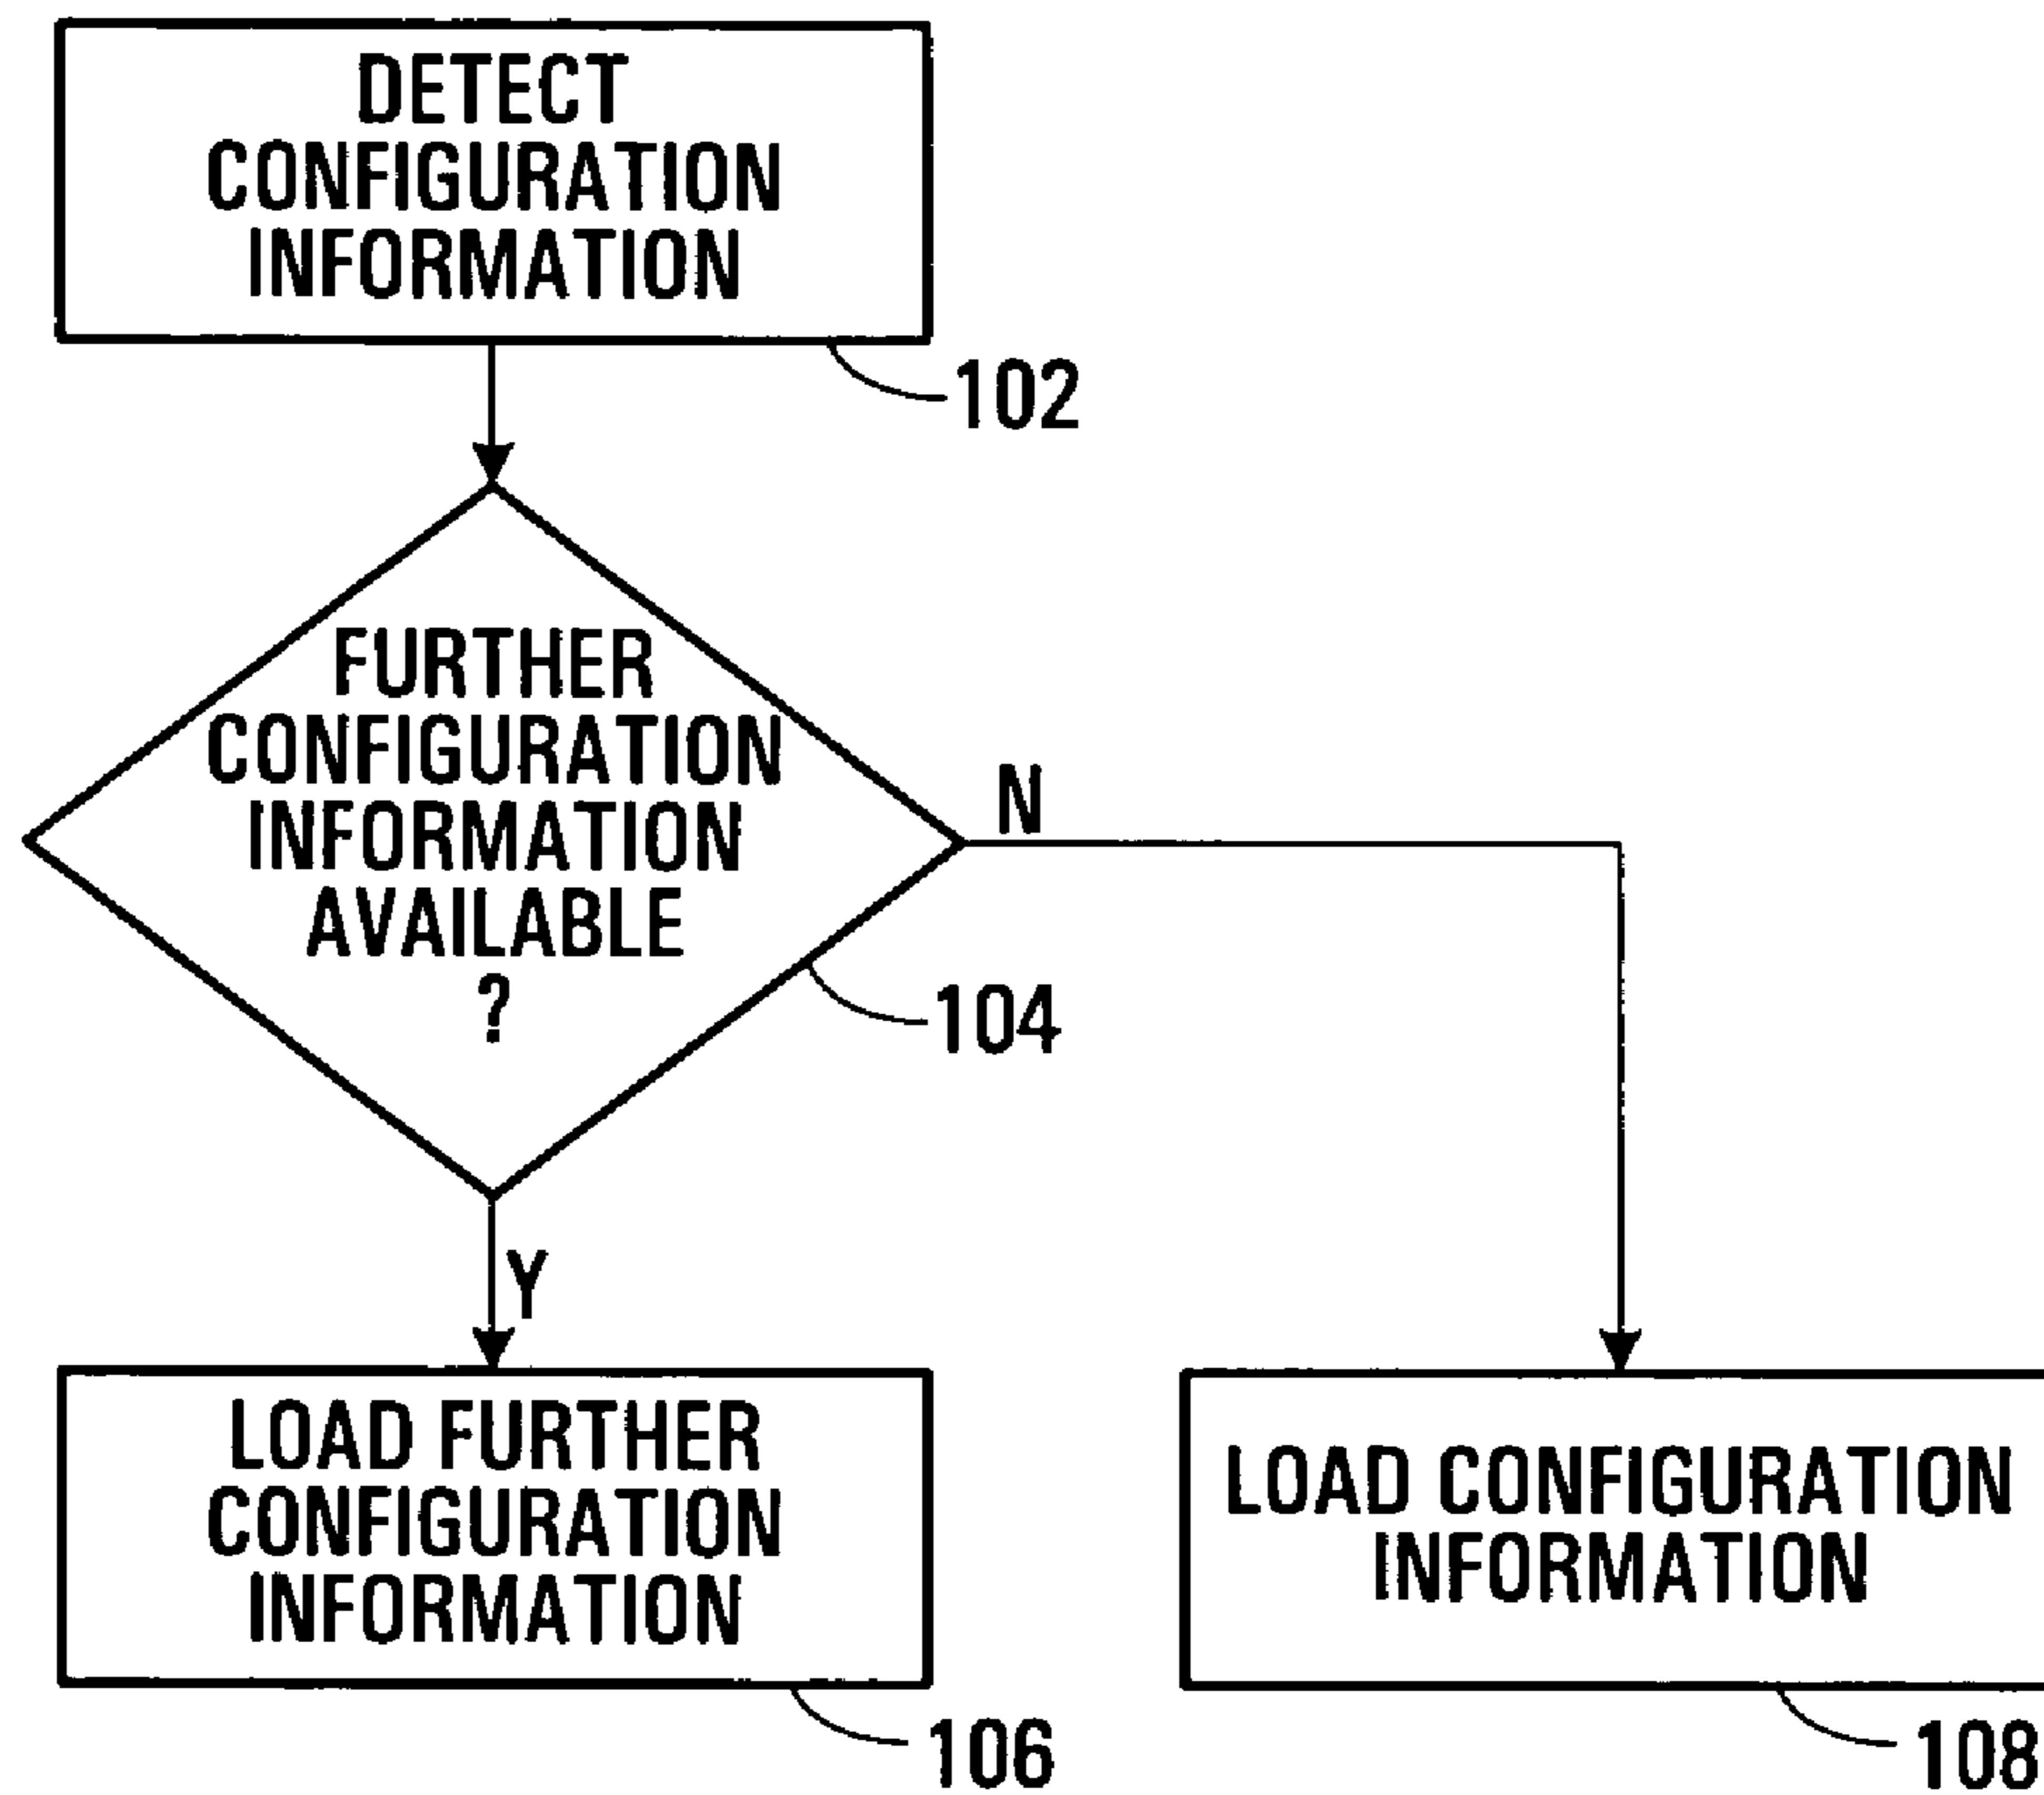 DETECT
CONFIGURATION
INFORMATION
102
FURTHER
CONFIGURATION
INFORMATION
AVAILABLE
?
N
104
Y
LOAD FURTHER
CONFIGURATION
INFORMATION
106
LOAD CONFIGURATION
INFORMATION
108